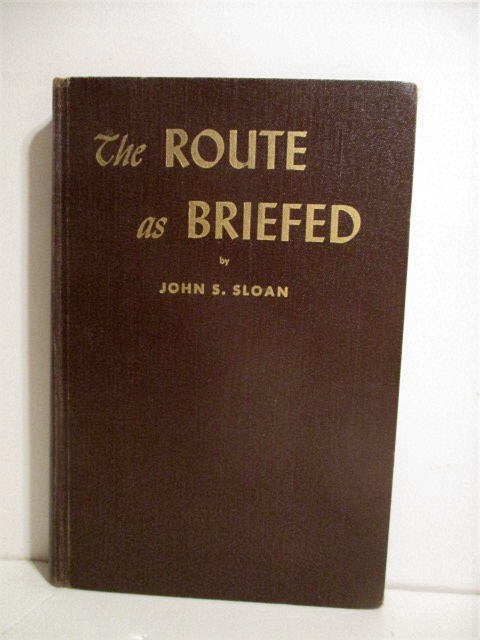 The ROUTE
as BRIEFED
by
JOHN S. SLOAN